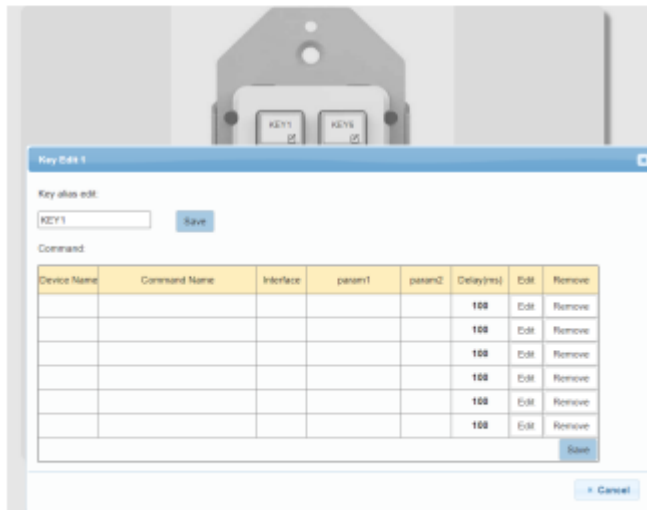 KEY1 KEY6
Key Edit 1
Key alias edit:
KEY1 Save
Command:
Device Name Command Name Interface param1 param2 Delay(ms) Edit Remove
100 Edit Remove
100 Edit Remove
100 Edit Remove
100 Edit Remove
100 Edit Remove
100 Edit Remove
Save
× Cancel